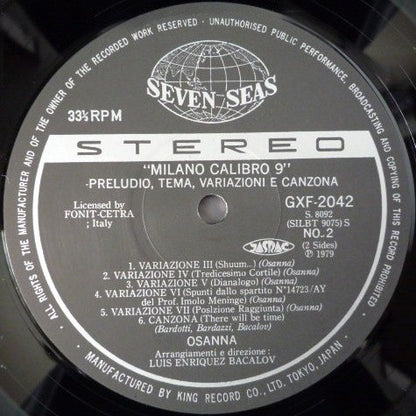 ALL RIGHTS OF THE MANUFACTURER AND OF THE OWNER OF THE RECORDED WORK RESERVED · UNAUTHORISED PUBLIC PERFORMANCE, BROADCASTING AND COPYING OF THIS RECORD PROHIBITED.
SEVEN-SEAS
33⅓RPM
STEREO
"MILANO CALIBRO 9"
-PRELUDIO, TEMA, VARIAZIONI E CANZONA
Licensed by
FONIT-CETRA
; Italy
GXF-2042
S. 8092
(SILBT 9075) S
NO.2
(2 Sides)
Ⓟ 1979
JASRAC
1. VARIAZIONE III (Shuum...) (Osanna)
2. VARIAZIONE IV (Tredicesimo Cortile) (Osanna)
3. VARIAZIONE V (Dianalogo) (Osanna)
4. VARIAZIONE VI (Spunti dallo spartito N°14723/AY
del Prof. Imolo Meninge) (Osanna)
5. VARIAZIONE VII (Poslzione Raggiunta) (Osanna)
6. CANZONA (There will be time)
(Bardotti, Bardazzi, Bacalov)
OSANNA
Arrangiamenti e direzione:
LUIS ENRIQUEZ BACALOV
MANUFACTURED BY KING RECORD CO., LTD. TOKYO, JAPAN.